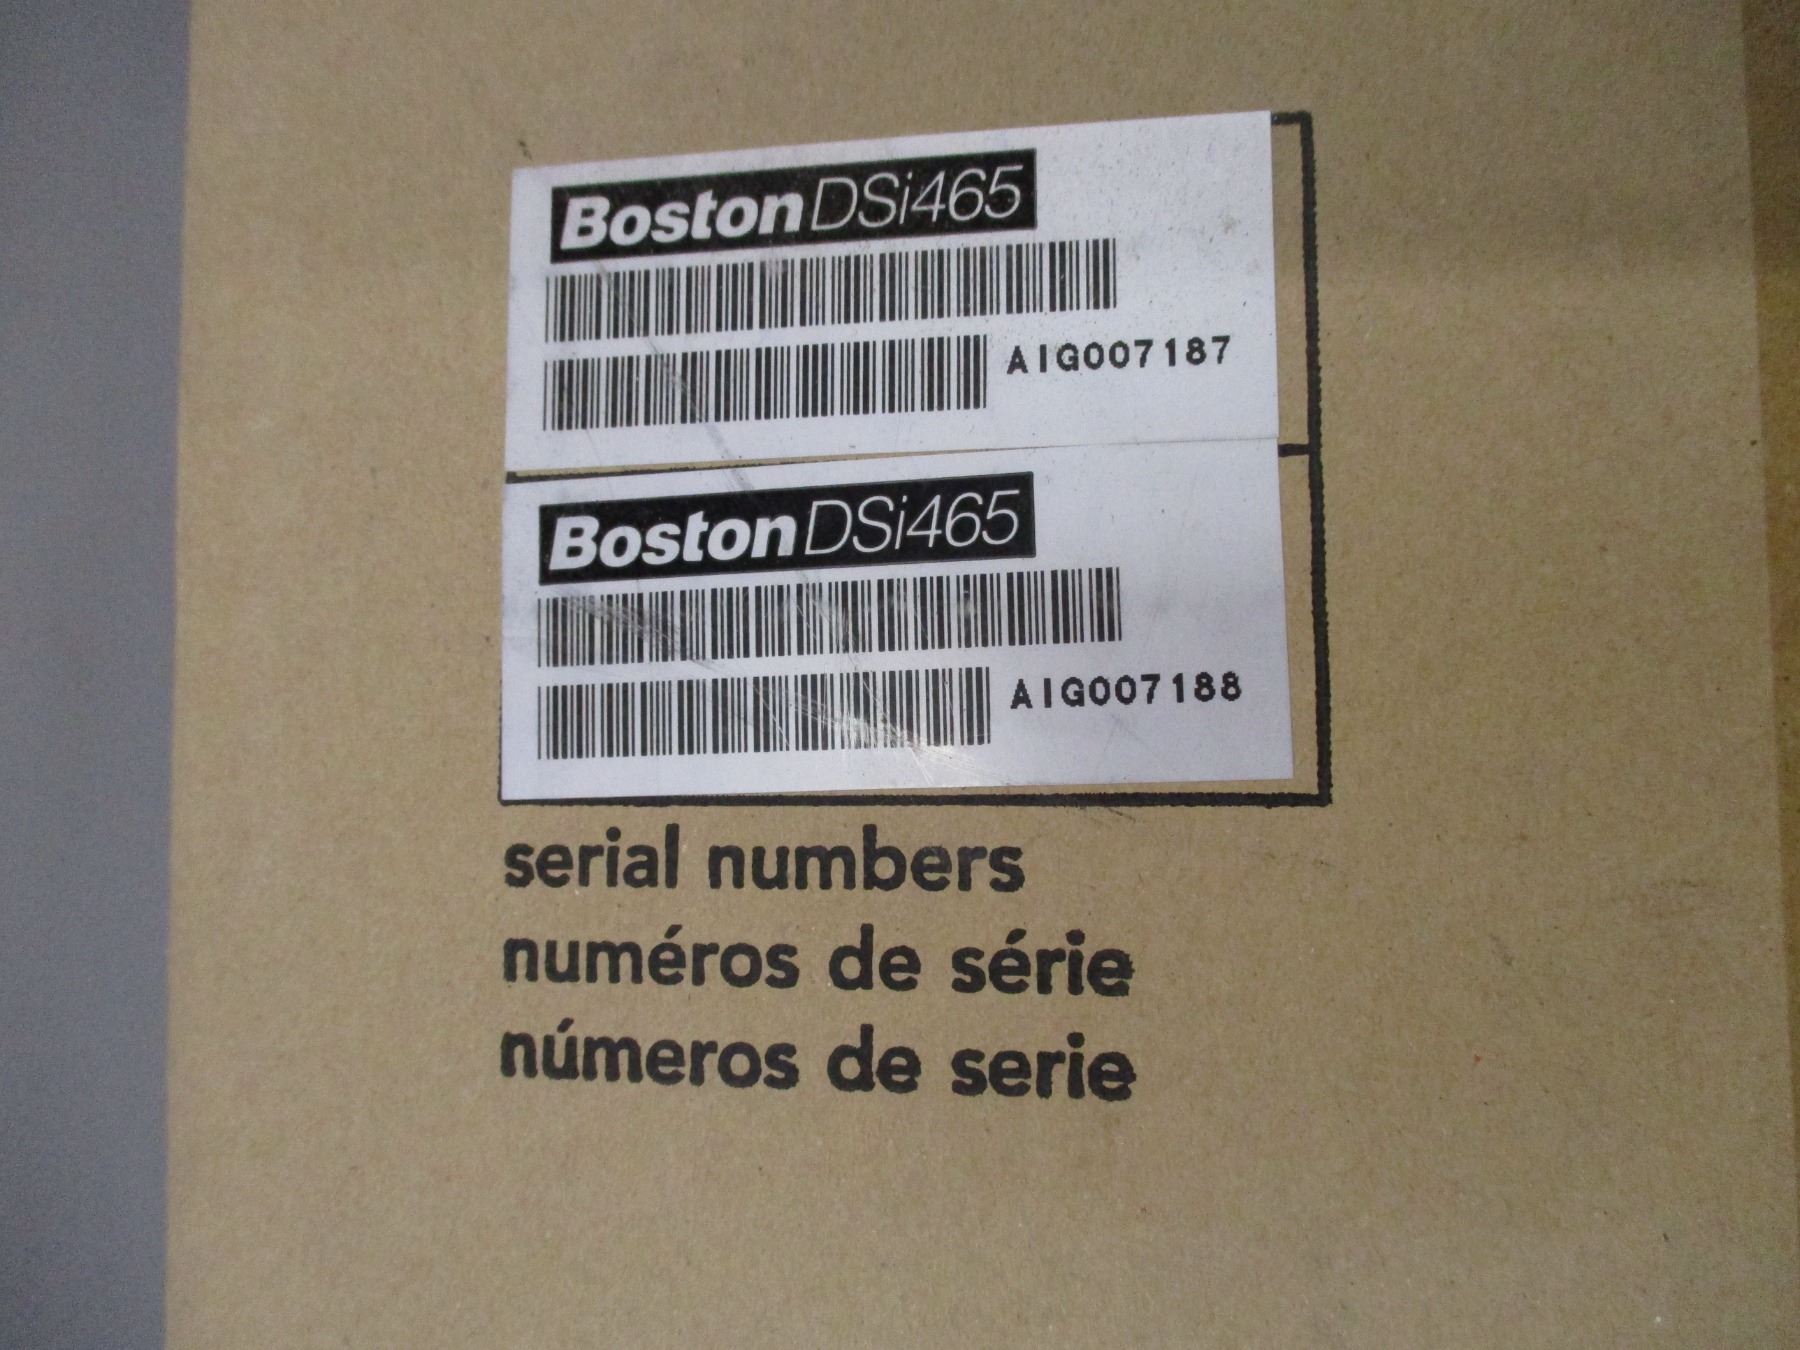 Boston DSi465
AIG007187
Boston DSi465
AIG007188
serial numbers
numéros de série
números de serie